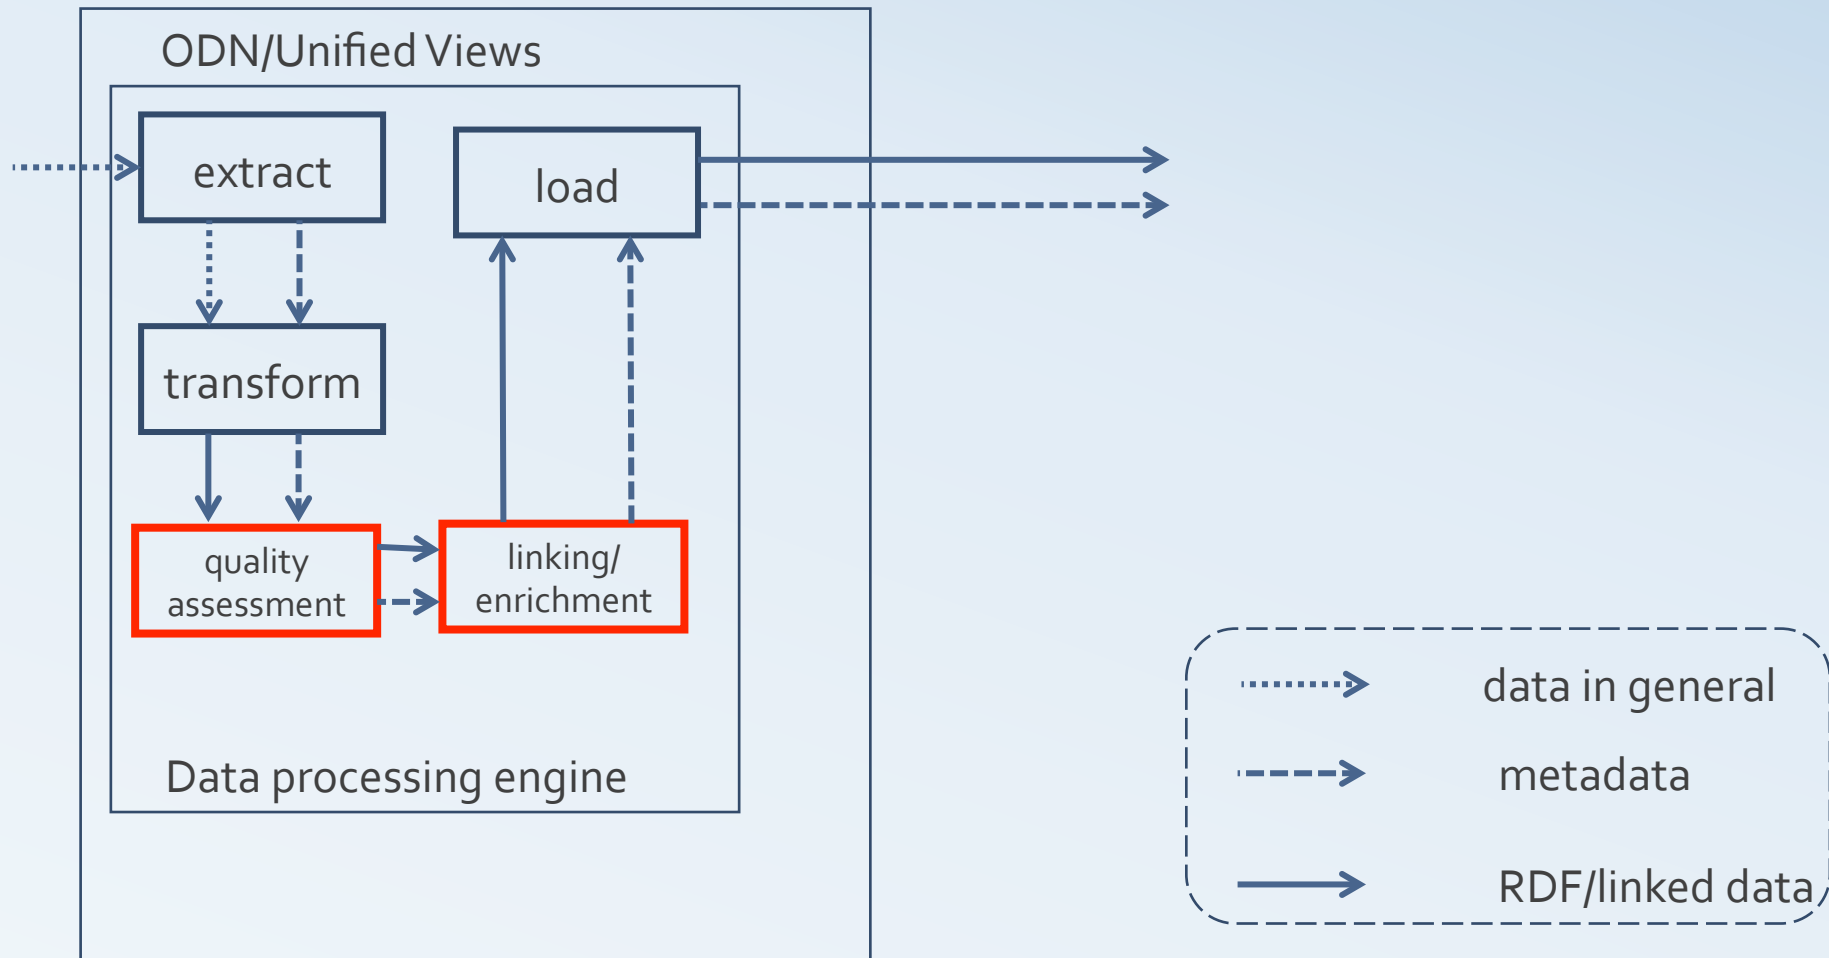 ODN/Unified Views
extract
load
transform
quality
assessment
linking/
enrichment
Data processing engine
data in general
metadata
RDF/linked data